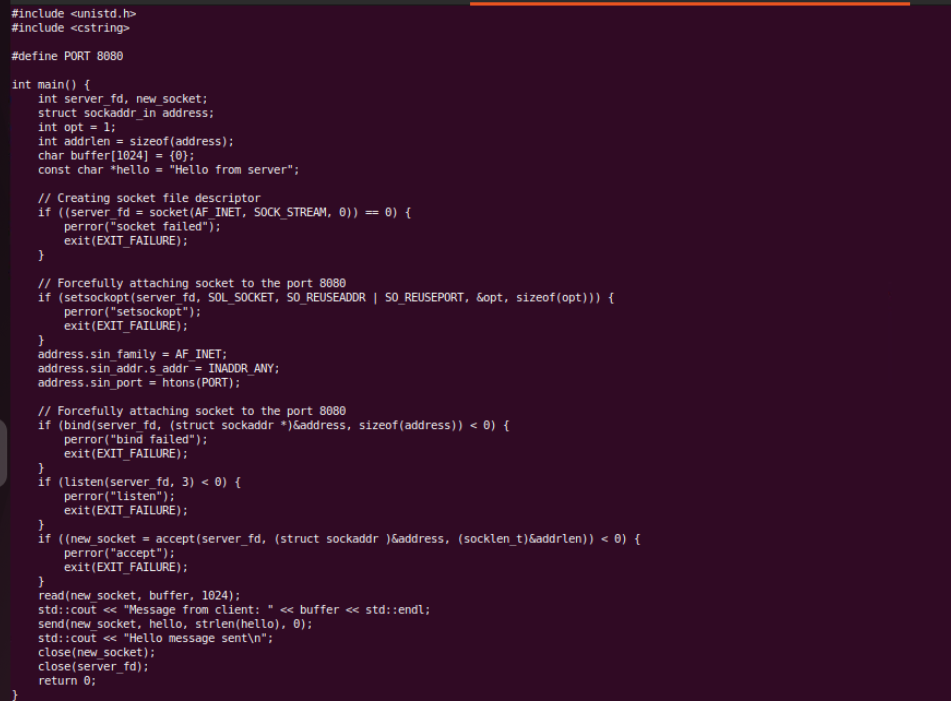 #include <unistd.h>
#include <cstring>

#define PORT 8080

int main() {
    int server_fd, new_socket;
    struct sockaddr_in address;
    int opt = 1;
    int addrlen = sizeof(address);
    char buffer[1024] = {0};
    const char *hello = "Hello from server";

    // Creating socket file descriptor
    if ((server_fd = socket(AF_INET, SOCK_STREAM, 0)) == 0) {
        perror("socket failed");
        exit(EXIT_FAILURE);
    }

    // Forcefully attaching socket to the port 8080
    if (setsockopt(server_fd, SOL_SOCKET, SO_REUSEADDR | SO_REUSEPORT, &opt, sizeof(opt))) {
        perror("setsockopt");
        exit(EXIT_FAILURE);
    }
    address.sin_family = AF_INET;
    address.sin_addr.s_addr = INADDR_ANY;
    address.sin_port = htons(PORT);

    // Forcefully attaching socket to the port 8080
    if (bind(server_fd, (struct sockaddr *)&address, sizeof(address)) < 0) {
        perror("bind failed");
        exit(EXIT_FAILURE);
    }
    if (listen(server_fd, 3) < 0) {
        perror("listen");
        exit(EXIT_FAILURE);
    }
    if ((new_socket = accept(server_fd, (struct sockaddr )&address, (socklen_t)&addrlen)) < 0) {
        perror("accept");
        exit(EXIT_FAILURE);
    }
    read(new_socket, buffer, 1024);
    std::cout << "Message from client: " << buffer << std::endl;
    send(new_socket, hello, strlen(hello), 0);
    std::cout << "Hello message sent\n";
    close(new_socket);
    close(server_fd);
    return 0;
}